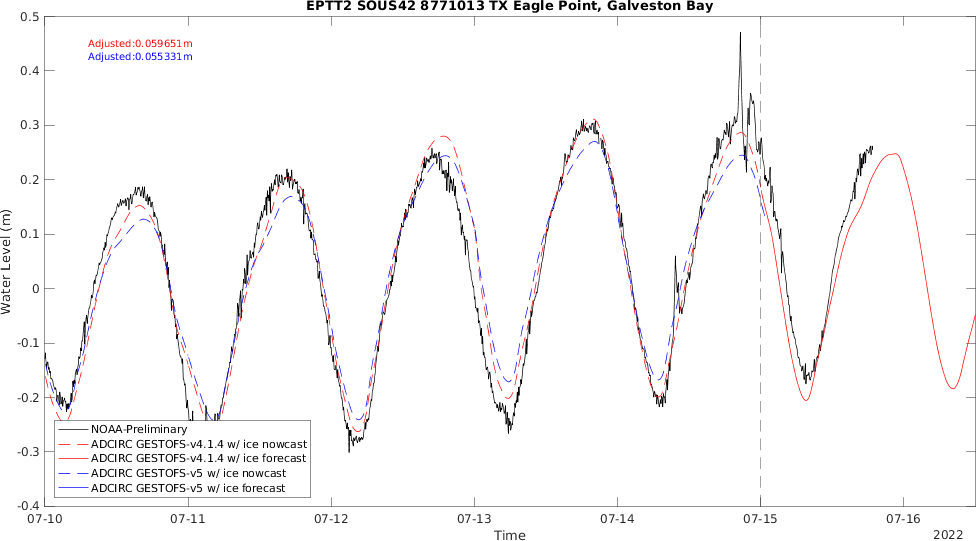 EPTT2 SOUS42 8771013 TX Eagle Point, Galveston Bay
Adjusted:0.059651m
Adjusted:0.055331m
Water Level (m)
0.5
0.4
0.3
0.2
0.1
0
-0.1
-0.2
-0.3
-0.4
NOAA-Preliminary
ADCIRC GESTOFS-v4.1.4 w/ ice nowcast
ADCIRC GESTOFS-v4.1.4 w/ ice forecast
ADCIRC GESTOFS-v5 w/ ice nowcast
ADCIRC GESTOFS-v5 w/ ice forecast
07-10 07-11 07-12 07-13 07-14 07-15 07-16
Time
2022